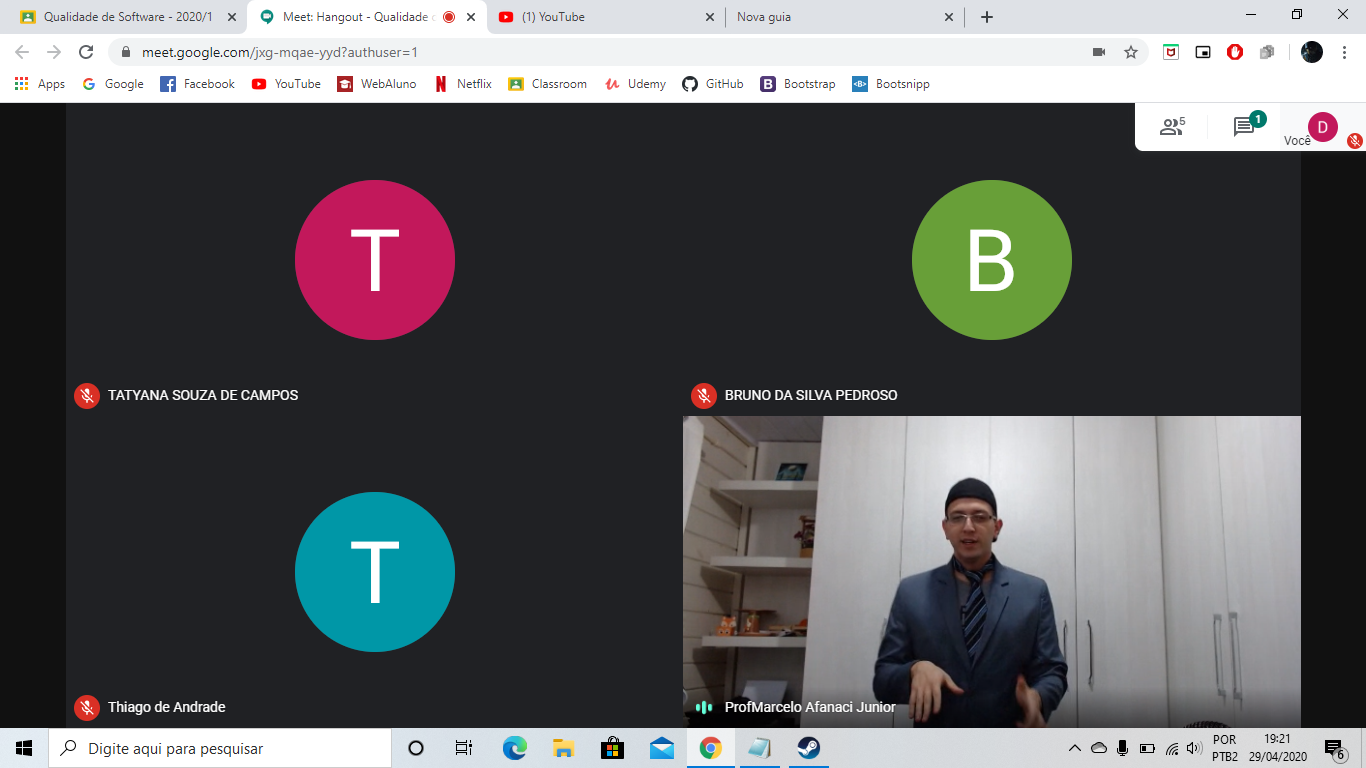 Qualidade de Software - 2020/1
Meet: Hangout - Qualidade
(1) YouTube
Nova guia
meet.google.com/jxg-mqae-yyd?authuser=1
Apps Google Facebook YouTube WebAluno Netflix Classroom Udemy GitHub Bootstrap <B> Bootsnipp
5 1 D
Você
T
B
TATYANA SOUZA DE CAMPOS
BRUNO DA SILVA PEDROSO
T
Thiago de Andrade
ProfMarcelo Afanaci Junior
Digite aqui para pesquisar
POR
PTB2
19:21
29/04/2020
6